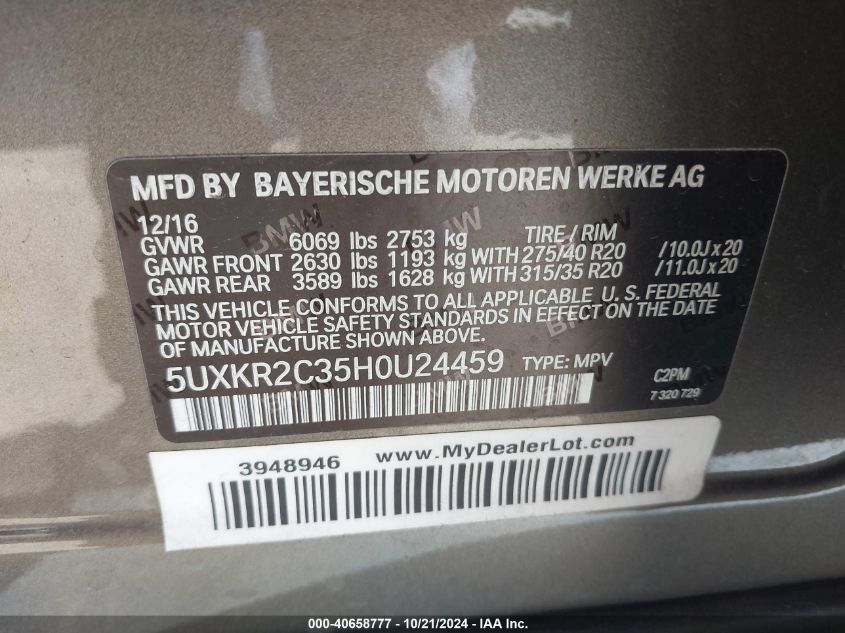 MFD BY BAYERISCHE MOTOREN WERKE AG
12/16
GVWR 6069 lbs 2753 kg TIRE / RIM
GAWR FRONT 2630 lbs 1193 kg WITH 275/40 R20 /10.0J x 20
GAWR REAR 3589 lbs 1628 kg WITH 315/35 R20 /11.0J x 20
THIS VEHICLE CONFORMS TO ALL APPLICABLE U. S. FEDERAL
MOTOR VEHICLE SAFETY STANDARDS IN EFFECT ON THE DATE
OF MANUFACTURE SHOWN ABOVE.
5UXKR2C35H0U24459 TYPE: MPV C2PM
7 320 729
3948946 www.MyDealerLot.com
000-40658777 - 10/21/2024 - IAA Inc.